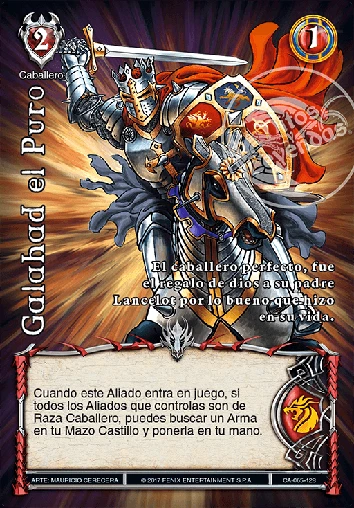 2
1
Caballero
Galahad el Puro
El caballero perfecto, fue
el regalo de dios a su padre
Lancelot por lo bueno que hizo
en su vida.
Cuando este Aliado entra en juego, si
todos los Aliados que controlas son de
Raza Caballero, puedes buscar un Arma
en tu Mazo Castillo y ponerla en tu mano.
ARTE: MAURICIO CERECERA
© 2017 FENIX ENTERTAINMENT S.P.A.